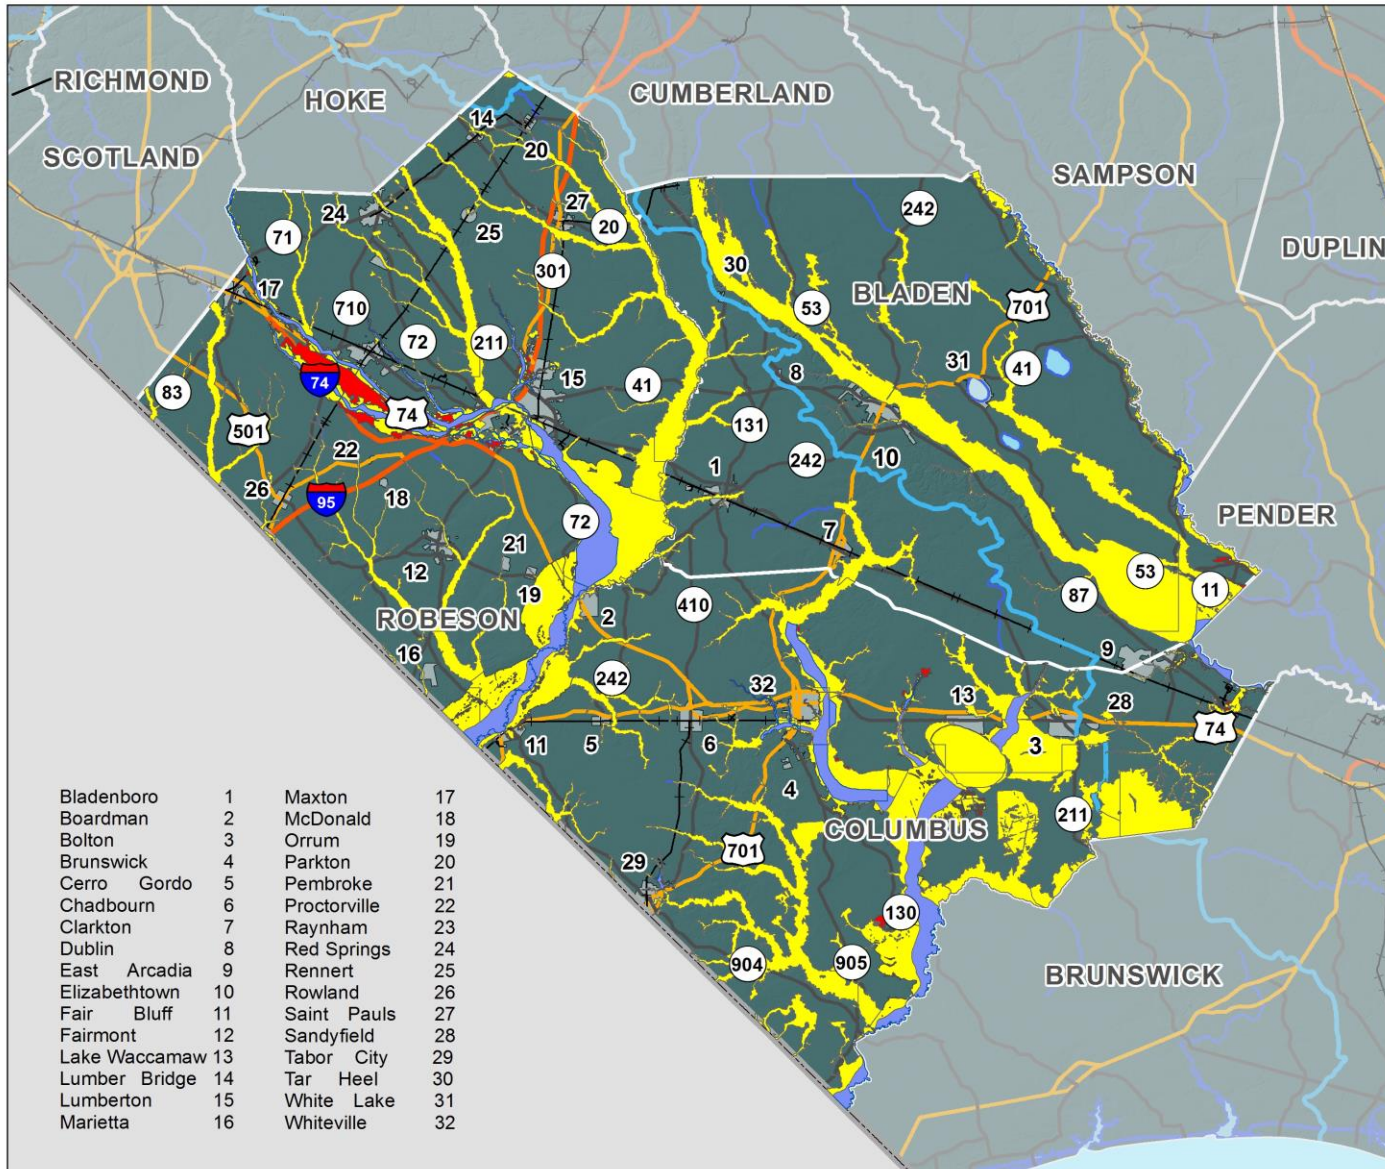 RICHMOND
HOKE
CUMBERLAND
SCOTLAND
SAMPSON
14
20
242
24
27
20
71
25
DUPLIN
30
301
BLADEN
17
710
53
701
72
211
31
41
15
8
74
41
83
74
131
501
10
1
242
22
26
95
18
72
7
PENDER
21
12
53
19
87
11
ROBESON
410
2
9
16
242
32
13
28
11
5
6
3
74
4
211
COLUMBUS
701
29
130
904
905
BRUNSWICK
Bladenboro 1 Maxton 17
Boardman 2 McDonald 18
Bolton 3 Orrum 19
Brunswick 4 Parkton 20
Cerro Gordo 5 Pembroke 21
Chadbourn 6 Proctorville 22
Clarkton 7 Raynham 23
Dublin 8 Red Springs 24
East Arcadia 9 Rennert 25
Elizabethtown 10 Rowland 26
Fair Bluff 11 Saint Pauls 27
Fairmont 12 Sandyfield 28
Lake Waccamaw 13 Tabor City 29
Lumber Bridge 14 Tar Heel 30
Lumberton 15 White Lake 31
Marietta 16 Whiteville 32